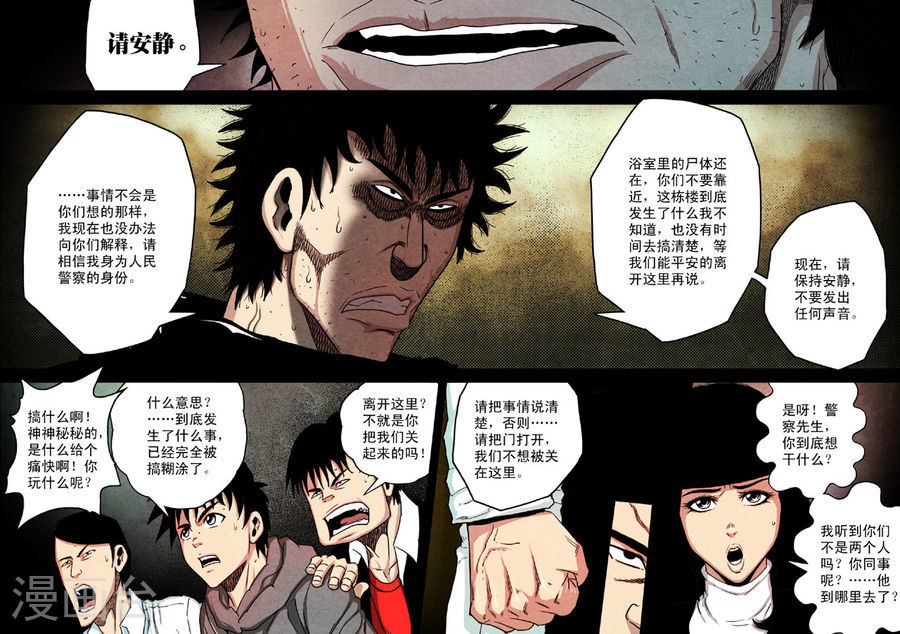 请安静。
……事情不会是
你们想的那样，
我现在也没办法
向你们解释，请
相信我身为人民
警察的身份。
浴室里的尸体还
在，你们不要靠
近，这栋楼到底
发生了什么我不
知道，也没有时
间去搞清楚，等
我们能平安的离
开这里再说。
现在，请
保持安静，
不要发出
任何声音。
搞什么啊！
神神秘秘的，
是什么给个
痛快啊！你
玩什么呢？
什么意思？
……到底发
生了什么事，
已经完全被
搞糊涂了。
离开这里？
不就是你
把我们关
起来的吗！
请把事情说清
楚，否则……
请把门打开，
我们不想被关
在这里。
是呀！警
察先生，
你到底想
干什么？
我听到你们
不是两个人
吗？你同事
呢？……他
到哪里去了？
漫画台